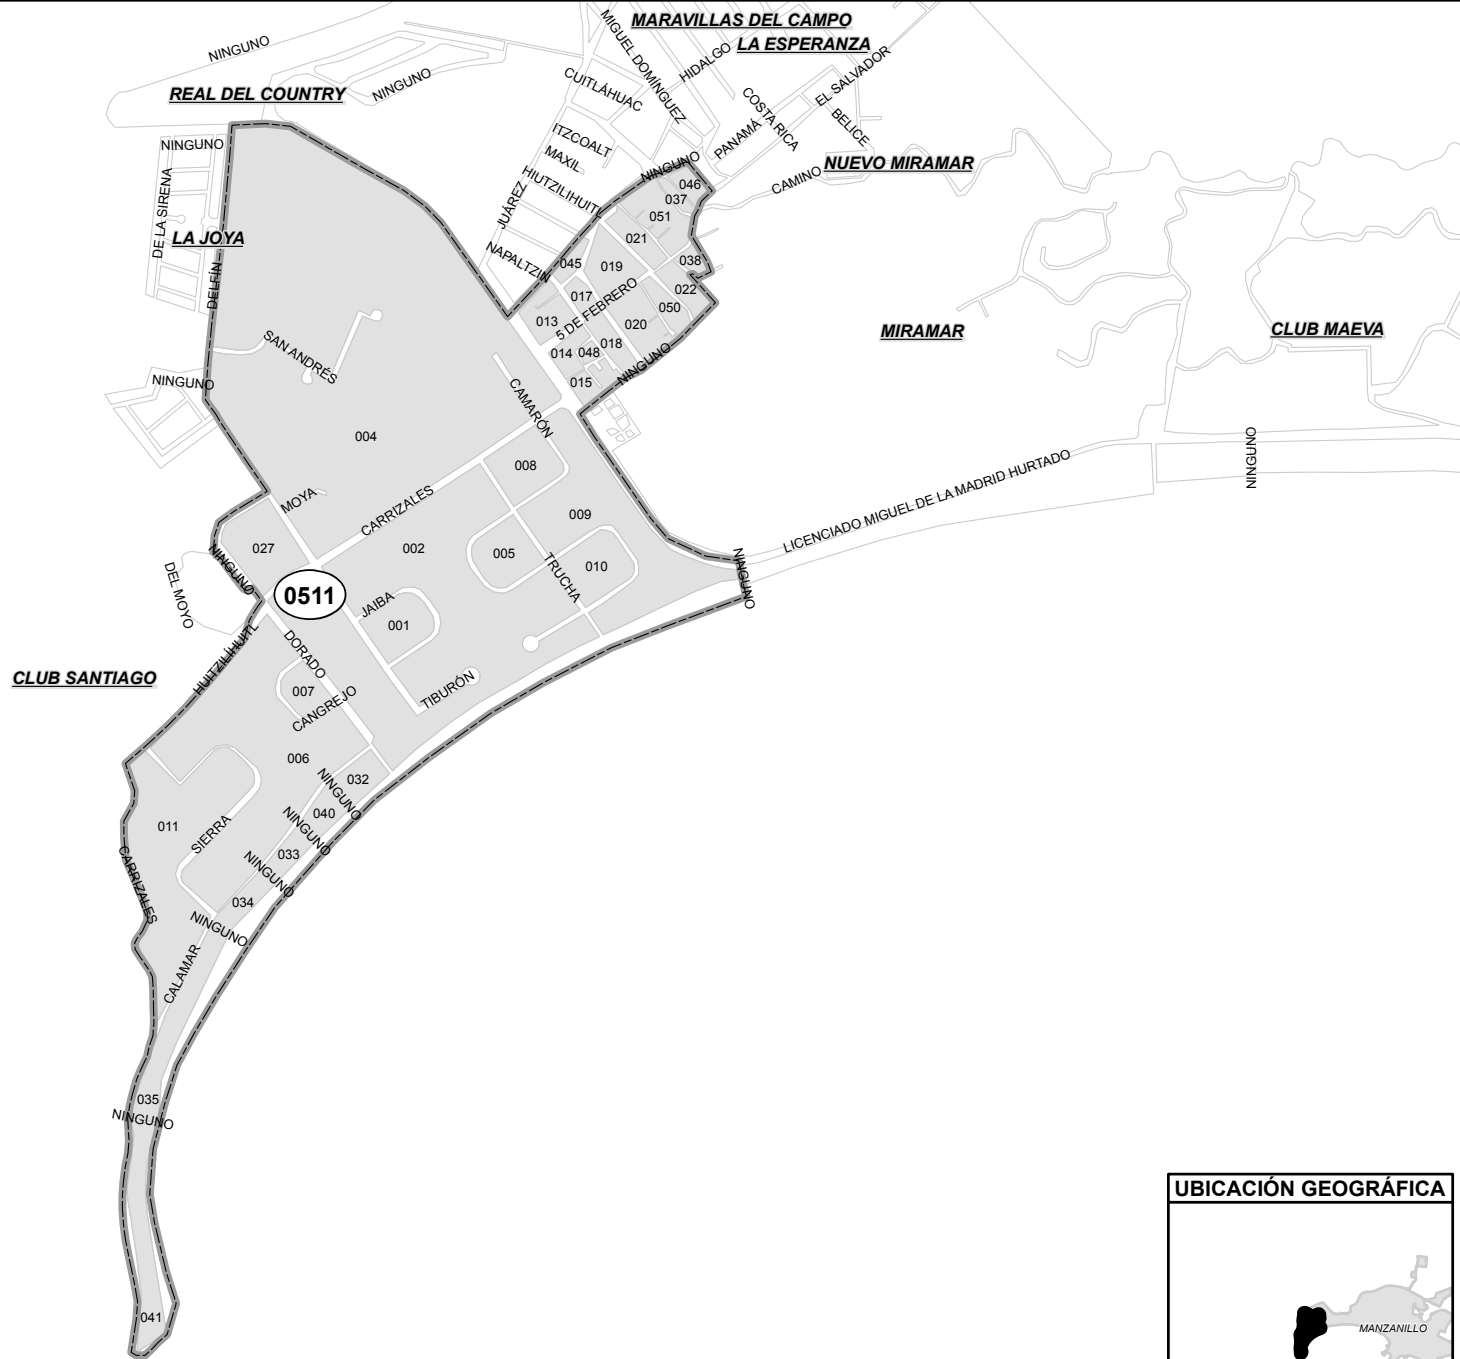 MARAVILLAS DEL CAMPO
LA ESPERANZA
NINGUNO
NINGUNO
REAL DEL COUNTRY
MIGUEL DOMÍNGUEZ
HIDALGO
EL SALVADOR
CUITLÁHUAC
COSTA RICA
BELICE
PANAMÁ
ITZCOALT
MAXIL
HIUTZILIHUITL
JUÁREZ
NAPALTZIN
NINGUNO
CAMINO
NUEVO MIRAMAR
NINGUNO
DE LA SIRENA
LA JOYA
DELFÍN
046
037
051
021
038
045
019
022
017
050
5 DE FEBRERO
013
020
018
014
048
015
NINGUNO
MIRAMAR
CLUB MAEVA
SAN ANDRÉS
NINGUNO
CAMARÓN
004
008
NINGUNO
LICENCIADO MIGUEL DE LA MADRID HURTADO
MOYA
CARRIZALES
009
027
002
005
010
TRUCHA
NINGUNO
NINGUNO
DEL MOYO
0511
JAIBA
001
DORADO
HUITZILÍHUITL
CLUB SANTIAGO
007
CANGREJO
TIBURÓN
006
032
NINGUNO
040
NINGUNO
011
SIERRA
033
NINGUNO
CARRIZALES
034
NINGUNO
CALAMAR
035
NINGUNO
041
UBICACIÓN GEOGRÁFICA
MANZANILLO